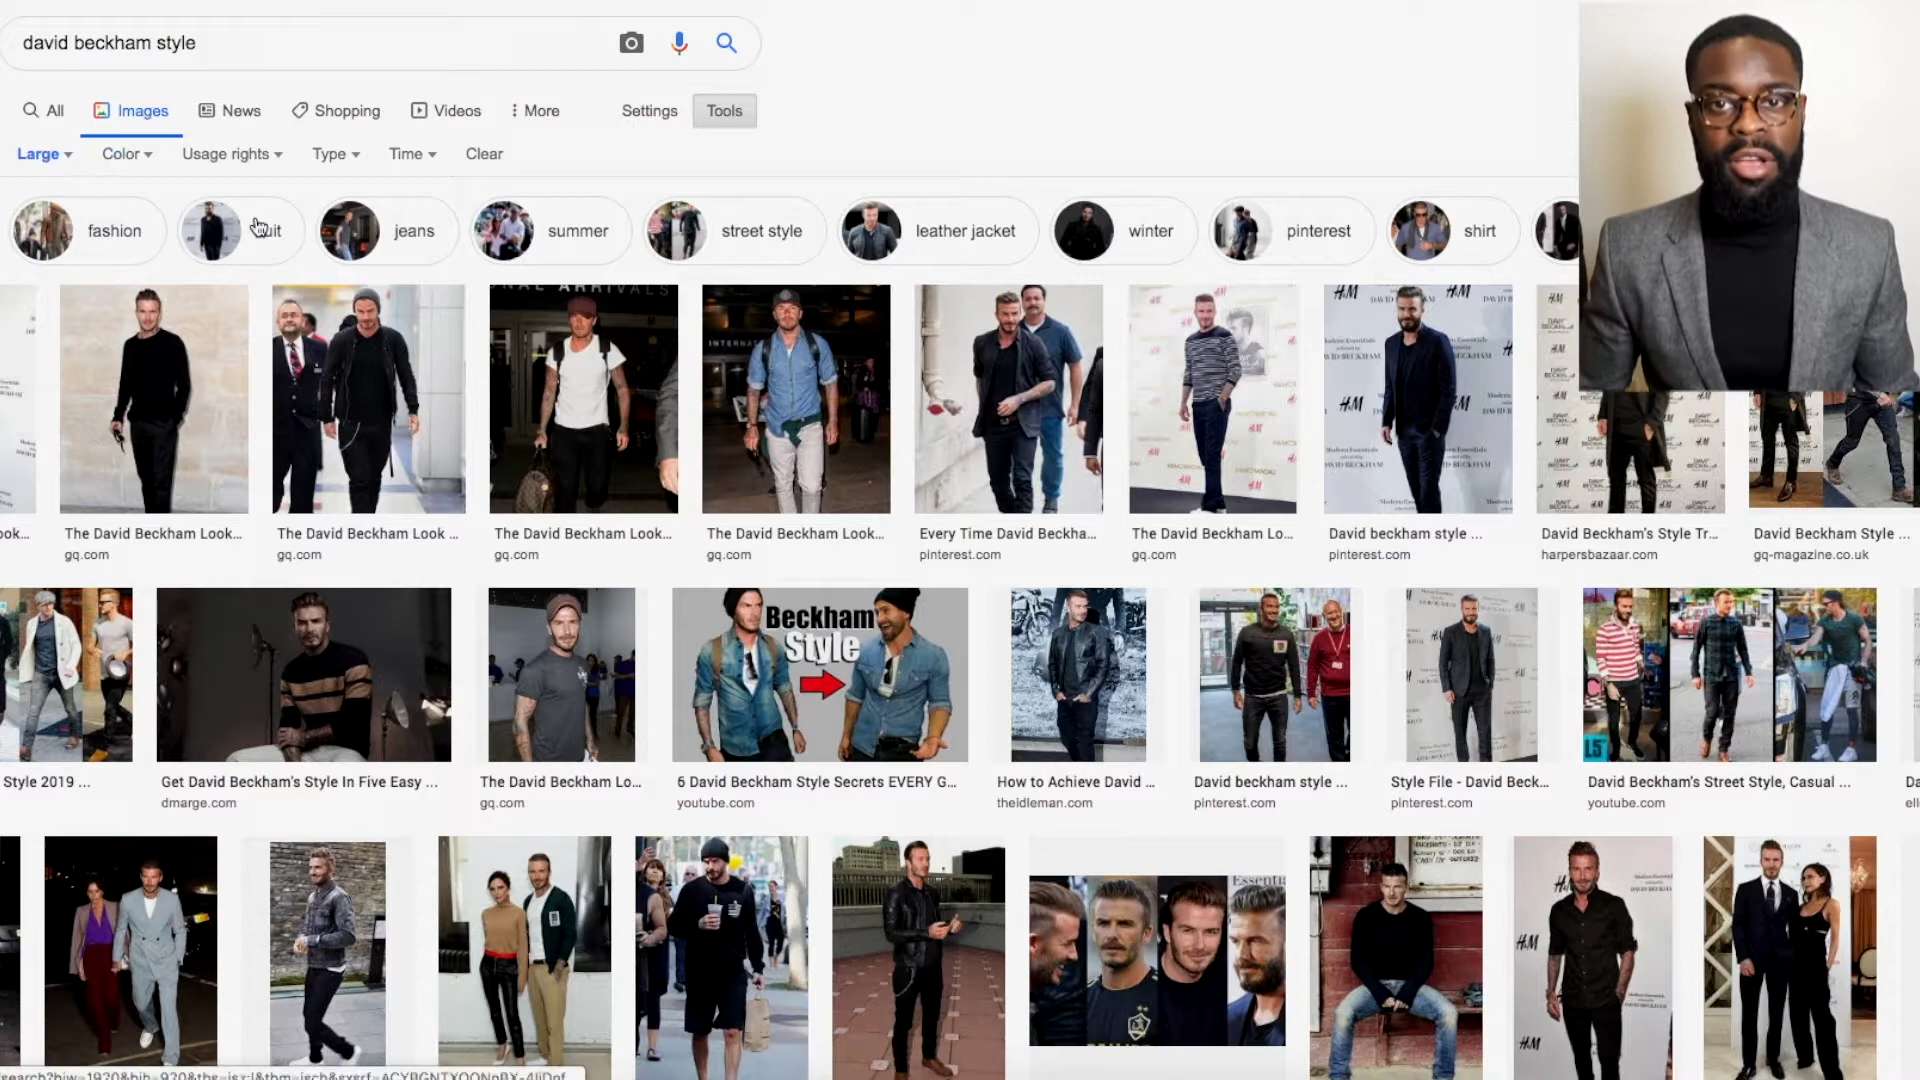 david beckham style
All
Images
News
Shopping
Videos
More
Settings
Tools
Large
Color
Usage rights
Type
Time
Clear
fashion
uit
jeans
summer
street style
leather jacket
winter
pinterest
shirt
ook...
The David Beckham Look...
gq.com
The David Beckham Look ...
gq.com
The David Beckham Look...
gq.com
The David Beckham Look...
gq.com
Every Time David Beckha...
pinterest.com
The David Beckham Lo...
gq.com
David beckham style ...
pinterest.com
David Beckham's Style Tr...
harpersbazaar.com
David Beckham Style ...
gq-magazine.co.uk
Beckham
Style
Style 2019 ...
Get David Beckham's Style In Five Easy ...
dmarge.com
The David Beckham Lo...
gq.com
6 David Beckham Style Secrets EVERY G...
youtube.com
How to Achieve David ...
theidleman.com
David beckham style ...
pinterest.com
Style File - David Beck...
pinterest.com
David Beckham's Street Style, Casual ...
youtube.com
Da
ell
H&M
H&M